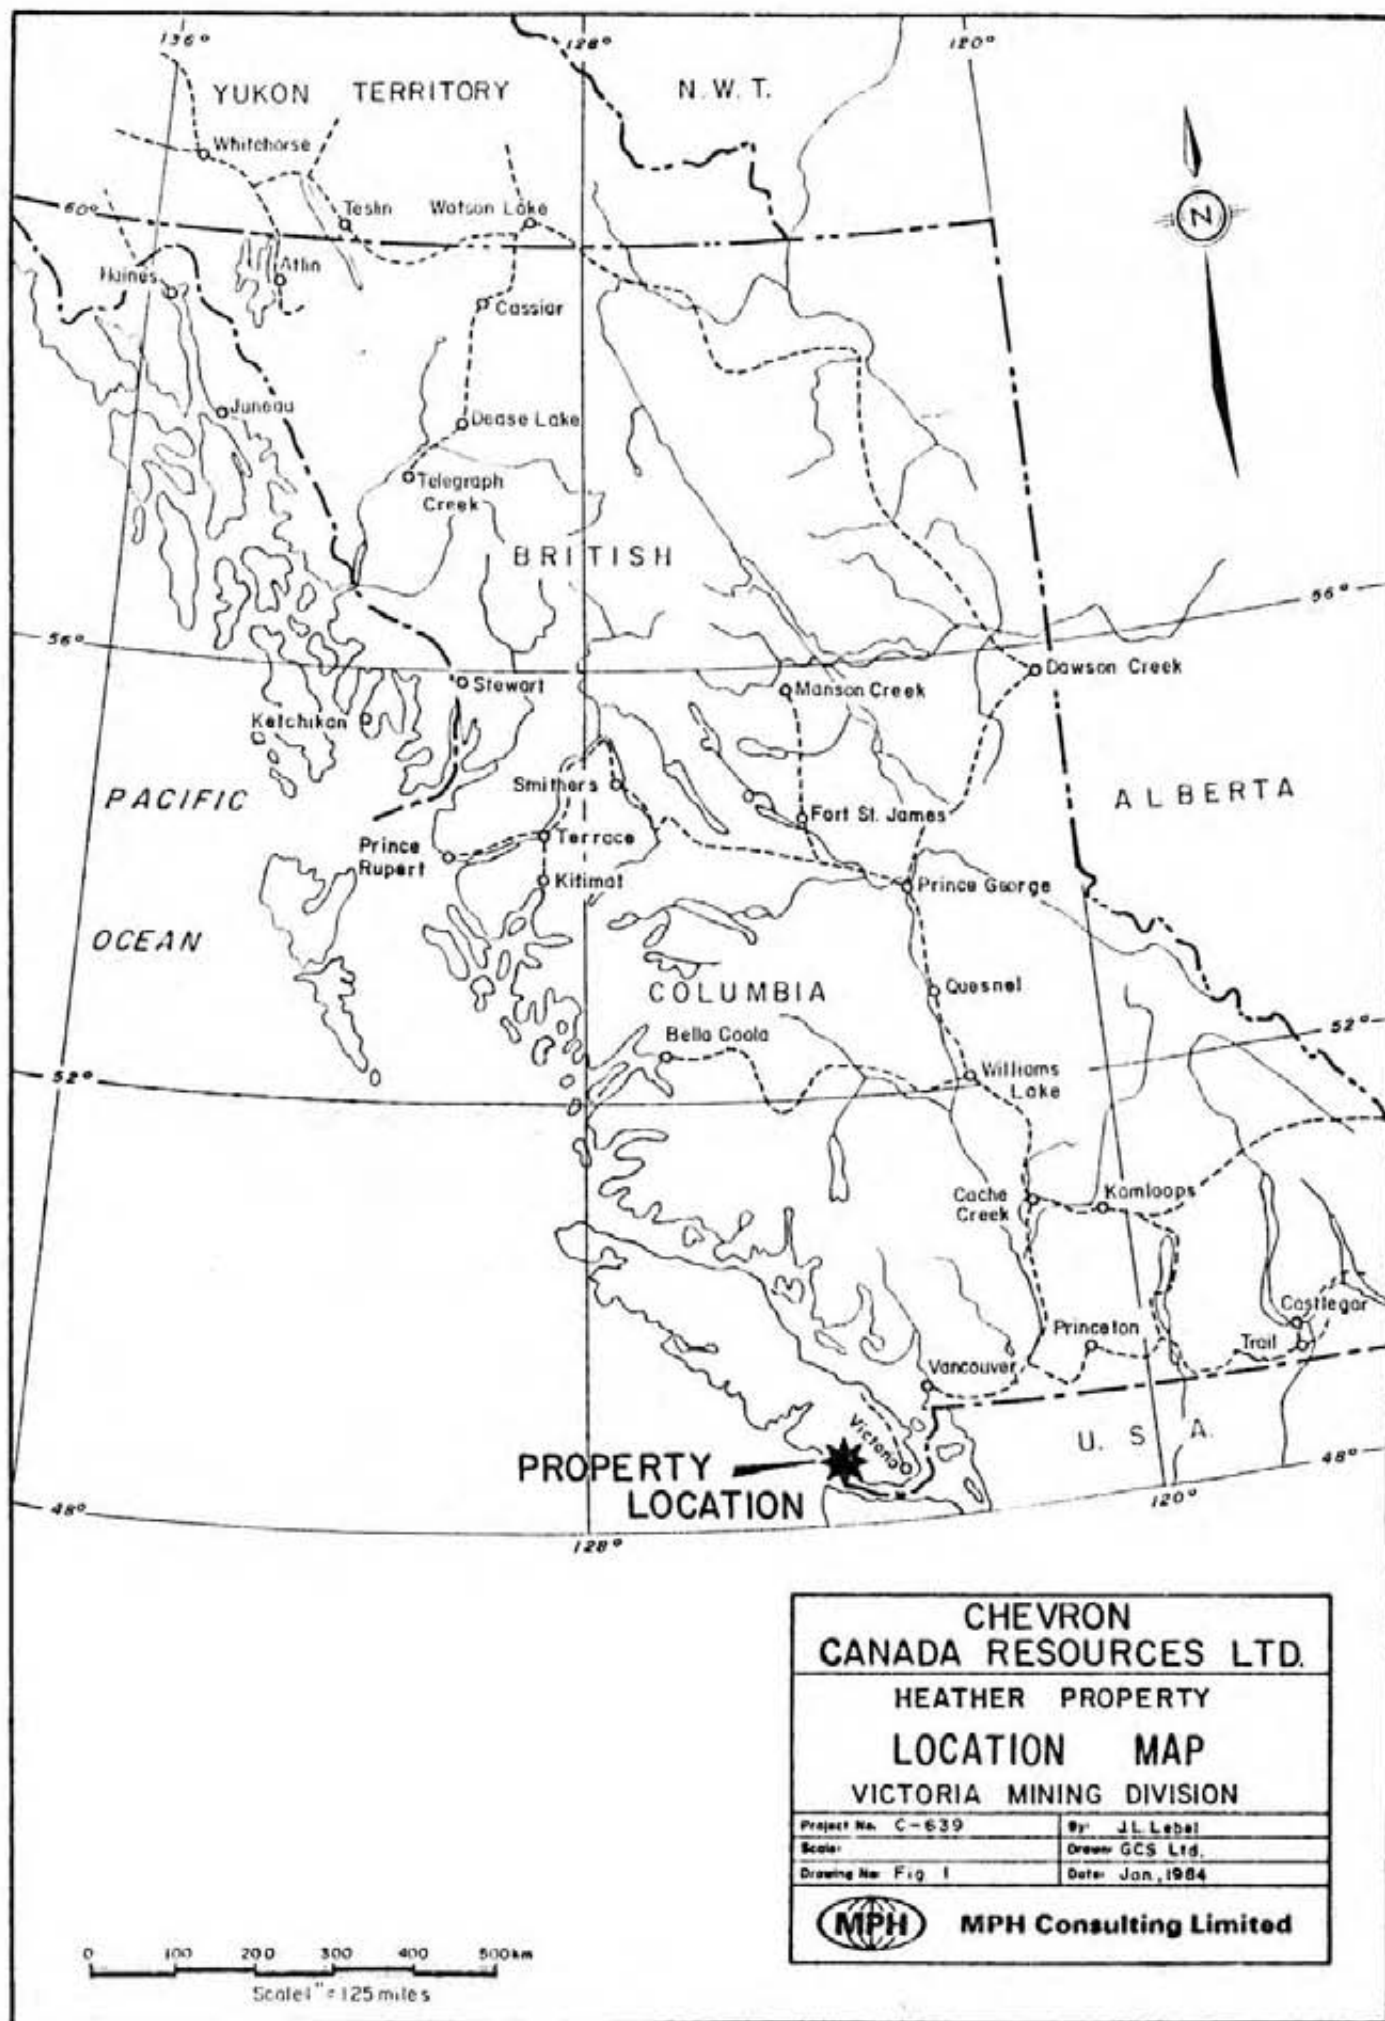 136°
128°
120°
YUKON TERRITORY
N.W.T.
Whitehorse
N
60°
Teslin
Watson Lake
Haines
Atlin
Cassiar
Juneau
Dease Lake
Telegraph
Creek
BRITISH
56°
56°
Dawson Creek
Stewart
Manson Creek
Ketchikan
PACIFIC
Smithers
ALBERTA
Fort St. James
Prince
Rupert
Terrace
Kitimat
Prince George
OCEAN
COLUMBIA
Quesnel
52°
Bella Coola
52°
Williams
Lake
Cache
Creek
Kamloops
Castlegar
Princeton
Trail
Vancouver
Victoria
U. S. A.
PROPERTY
LOCATION
48°
48°
120°
128°
CHEVRON
CANADA RESOURCES LTD.
HEATHER PROPERTY
LOCATION MAP
VICTORIA MINING DIVISION
Project No. C-639
By: J.L. Lebel
Scale:
Drawn: GCS Ltd.
Drawing No: Fig 1
Date: Jan, 1984
MPH
MPH Consulting Limited
0 100 200 300 400 500km
Scale 1" = 125 miles